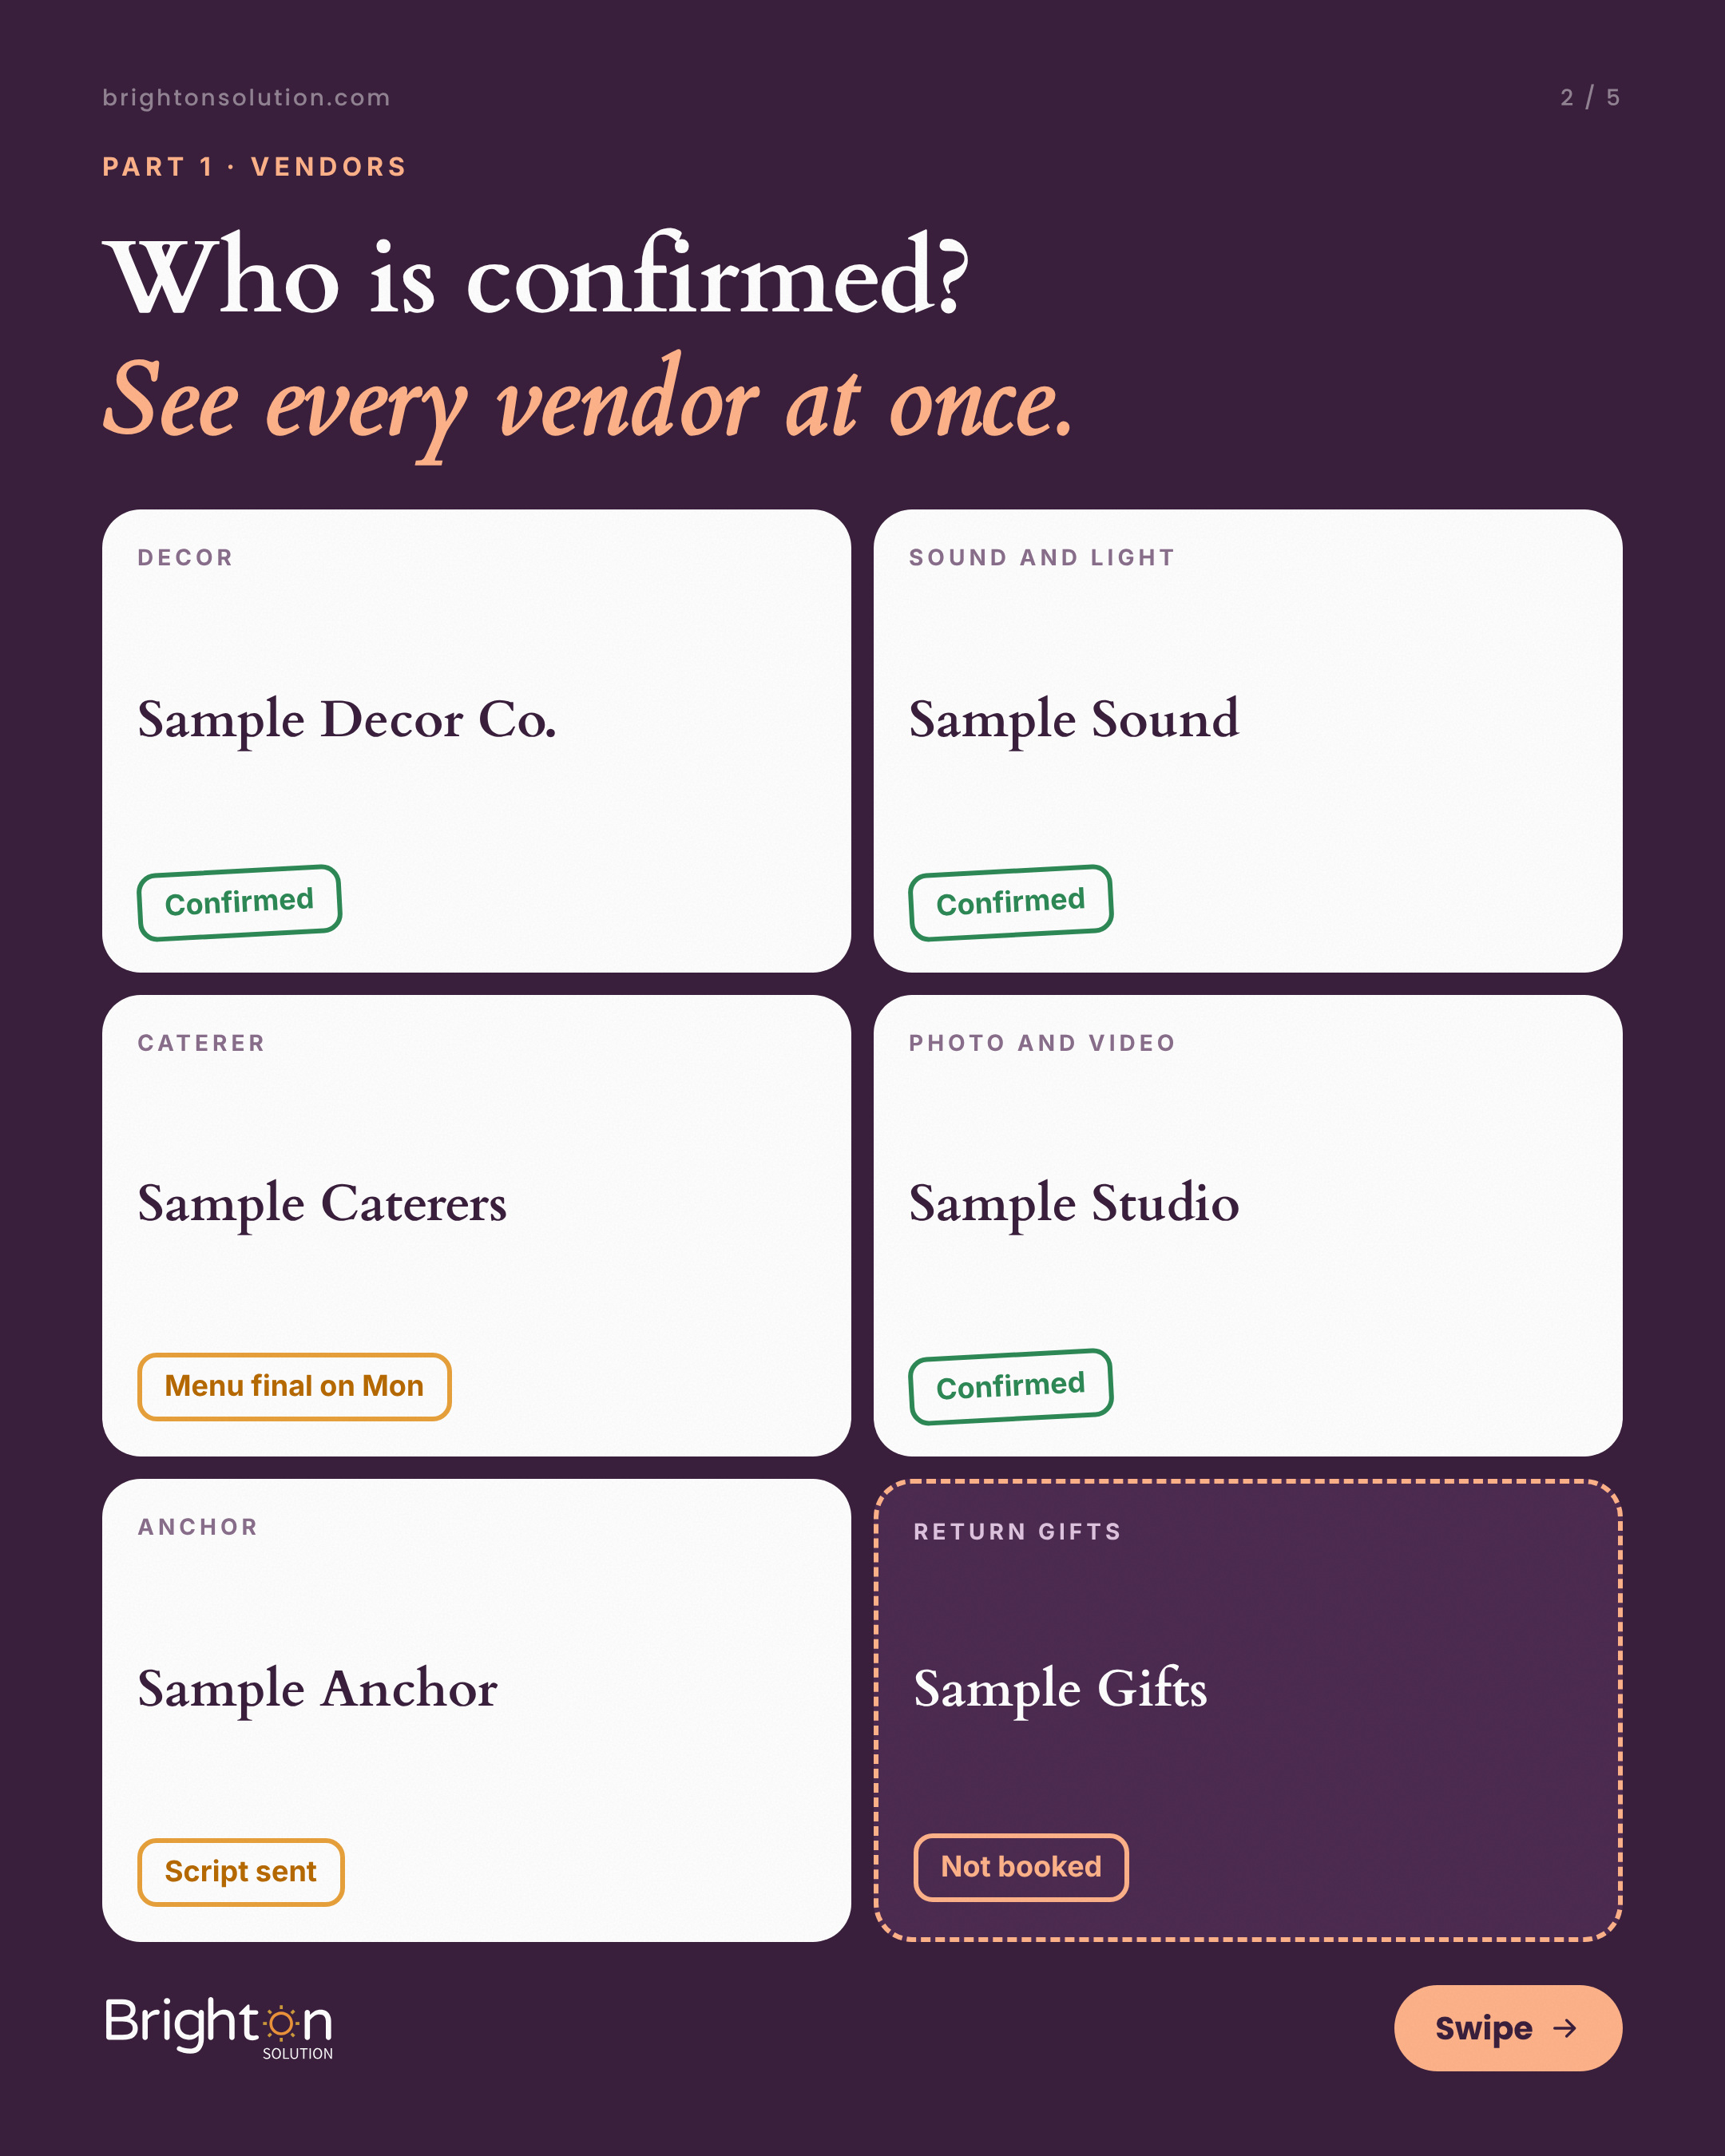 brightonsolution.com
2 / 5
PART 1 · VENDORS
Who is confirmed?
See every vendor at once.
DECOR
Sample Decor Co.
Confirmed
SOUND AND LIGHT
Sample Sound
Confirmed
CATERER
Sample Caterers
Menu final on Mon
PHOTO AND VIDEO
Sample Studio
Confirmed
ANCHOR
Sample Anchor
Script sent
RETURN GIFTS
Sample Gifts
Not booked
Brighton
SOLUTION
Swipe →